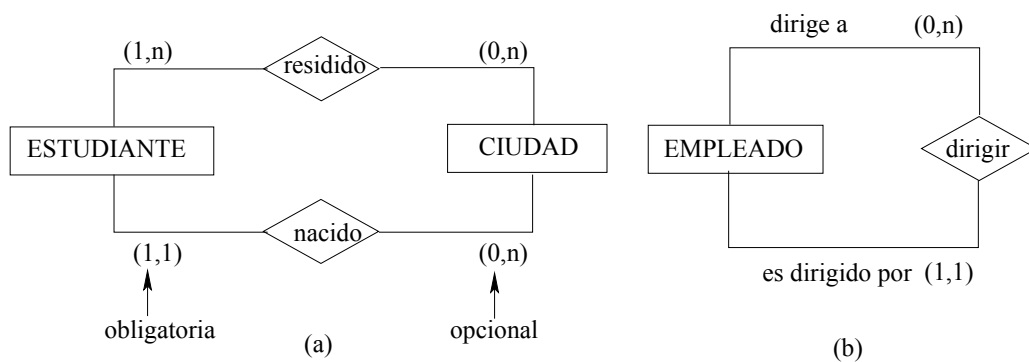 (1,n)
residido
(0,n)
ESTUDIANTE
CIUDAD
nacido
(1,1)
(0,n)
obligatoria
opcional
(a)
dirige a
(0,n)
EMPLEADO
dirigir
es dirigido por (1,1)
(b)